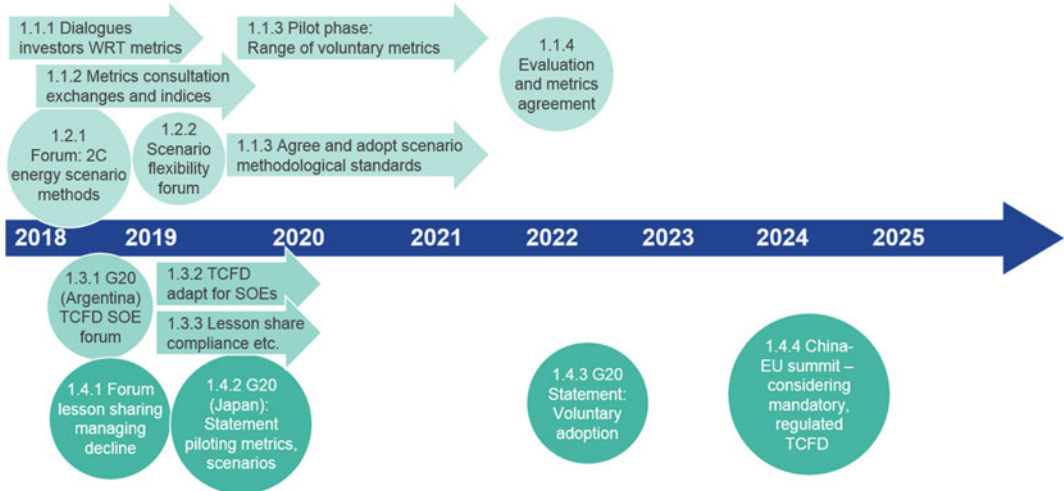 1.1.1 Dialogues
investors WRT metrics
1.1.3 Pilot phase:
Range of voluntary metrics
1.1.4
Evaluation
and metrics
agreement
1.1.2 Metrics consultation
exchanges and indices
1.2.1
Forum: 2C
energy scenario
methods
1.2.2
Scenario
flexibility
forum
1.1.3 Agree and adopt scenario
methodological standards
2018 2019 2020 2021 2022 2023 2024 2025
1.3.1 G20
(Argentina)
TCFD SOE
forum
1.3.2 TCFD
adapt for SOEs
1.3.3 Lesson share
compliance etc.
1.4.1 Forum
lesson sharing
managing
decline
1.4.2 G20
(Japan):
Statement
piloting metrics,
scenarios
1.4.3 G20
Statement:
Voluntary
adoption
1.4.4 China-
EU summit –
considering
mandatory,
regulated
TCFD